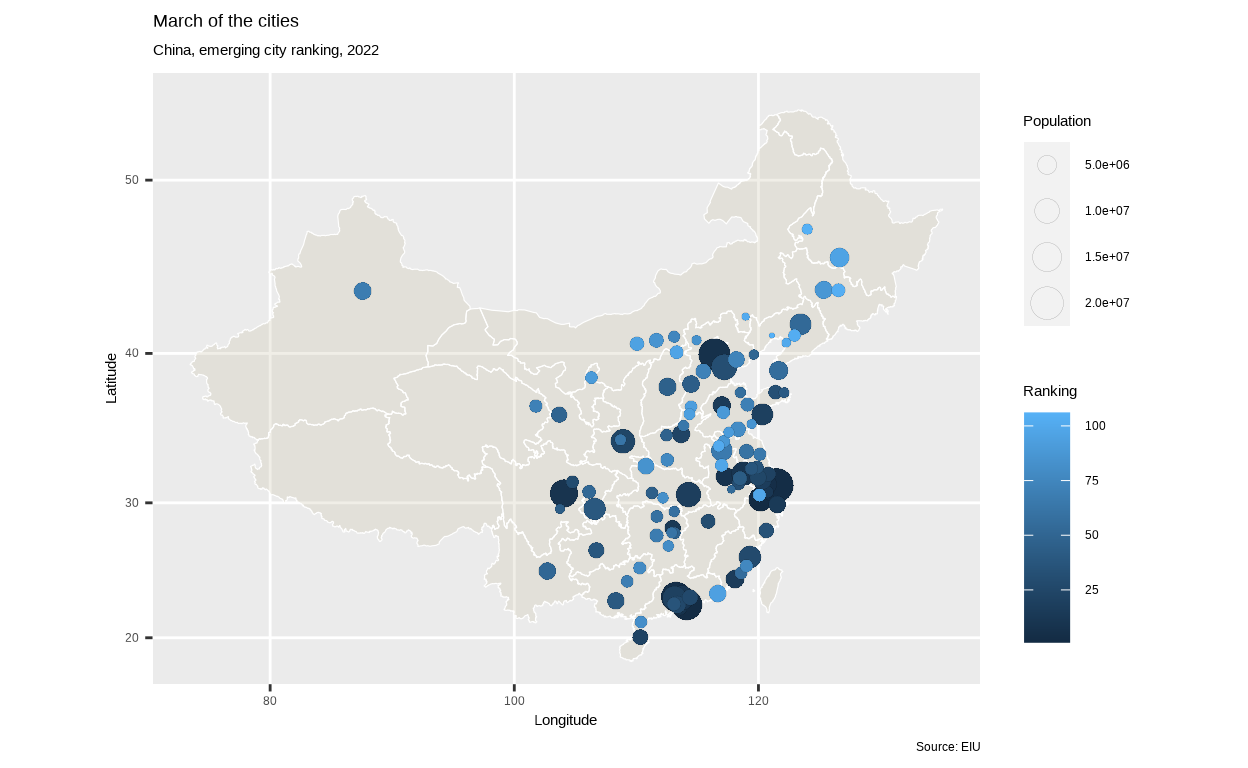 March of the cities
China, emerging city ranking, 2022
50
40
30
20
Latitude
80
100
120
Longitude
Population
5.0e+06
1.0e+07
1.5e+07
2.0e+07
Ranking
100
75
50
25
Source: EIU